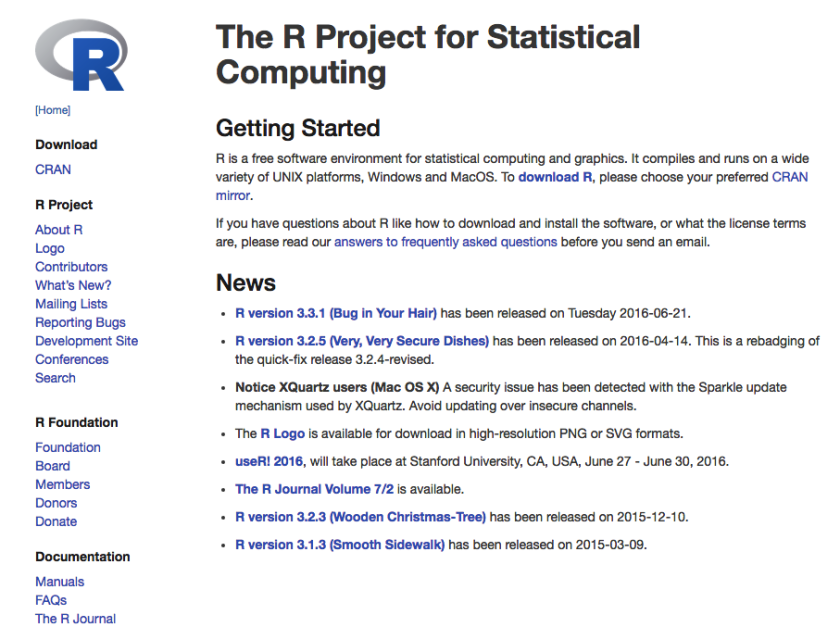 R
[Home]
Download
CRAN
R Project
About R
Logo
Contributors
What's New?
Mailing Lists
Reporting Bugs
Development Site
Conferences
Search
R Foundation
Foundation
Board
Members
Donors
Donate
Documentation
Manuals
FAQs
The R Journal
The R Project for Statistical
Computing
Getting Started
R is a free software environment for statistical computing and graphics. It compiles and runs on a wide
variety of UNIX platforms, Windows and MacOS. To download R, please choose your preferred CRAN
mirror.
If you have questions about R like how to download and install the software, or what the license terms
are, please read our answers to frequently asked questions before you send an email.
News
• R version 3.3.1 (Bug in Your Hair) has been released on Tuesday 2016-06-21.
• R version 3.2.5 (Very, Very Secure Dishes) has been released on 2016-04-14. This is a rebadging of
the quick-fix release 3.2.4-revised.
• Notice XQuartz users (Mac OS X) A security issue has been detected with the Sparkle update
mechanism used by XQuartz. Avoid updating over insecure channels.
• The R Logo is available for download in high-resolution PNG or SVG formats.
• useR! 2016, will take place at Stanford University, CA, USA, June 27 - June 30, 2016.
• The R Journal Volume 7/2 is available.
• R version 3.2.3 (Wooden Christmas-Tree) has been released on 2015-12-10.
• R version 3.1.3 (Smooth Sidewalk) has been released on 2015-03-09.